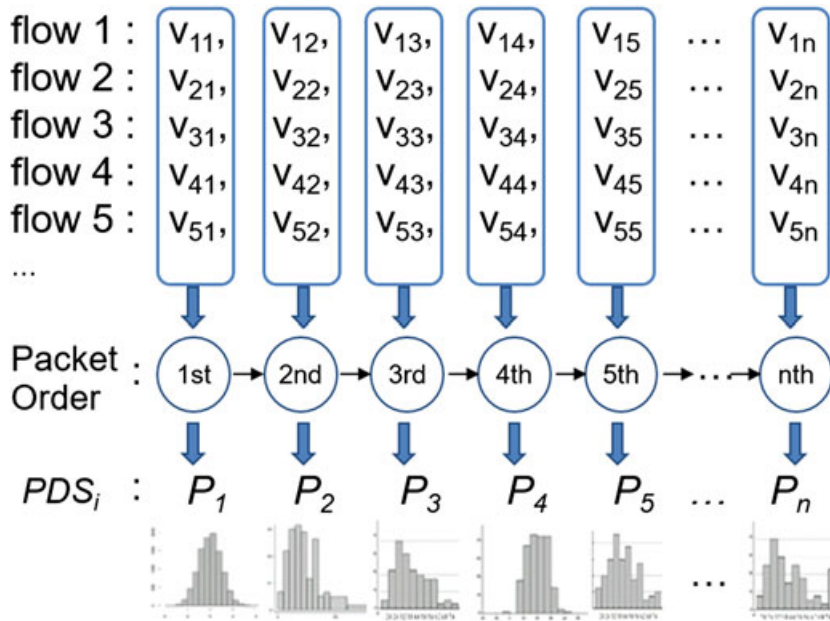 flow 1 : v₁₁, v₁₂, v₁₃, v₁₄, v₁₅ ... v₁ₙ
flow 2 : v₂₁, v₂₂, v₂₃, v₂₄, v₂₅ ... v₂ₙ
flow 3 : v₃₁, v₃₂, v₃₃, v₃₄, v₃₅ ... v₃ₙ
flow 4 : v₄₁, v₄₂, v₄₃, v₄₄, v₄₅ ... v₄ₙ
flow 5 : v₅₁, v₅₂, v₅₃, v₅₄, v₅₅ ... v₅ₙ
...
Packet
Order : 1st 2nd 3rd 4th 5th ... nth
PDSᵢ : P₁ P₂ P₃ P₄ P₅ ... Pₙ
...